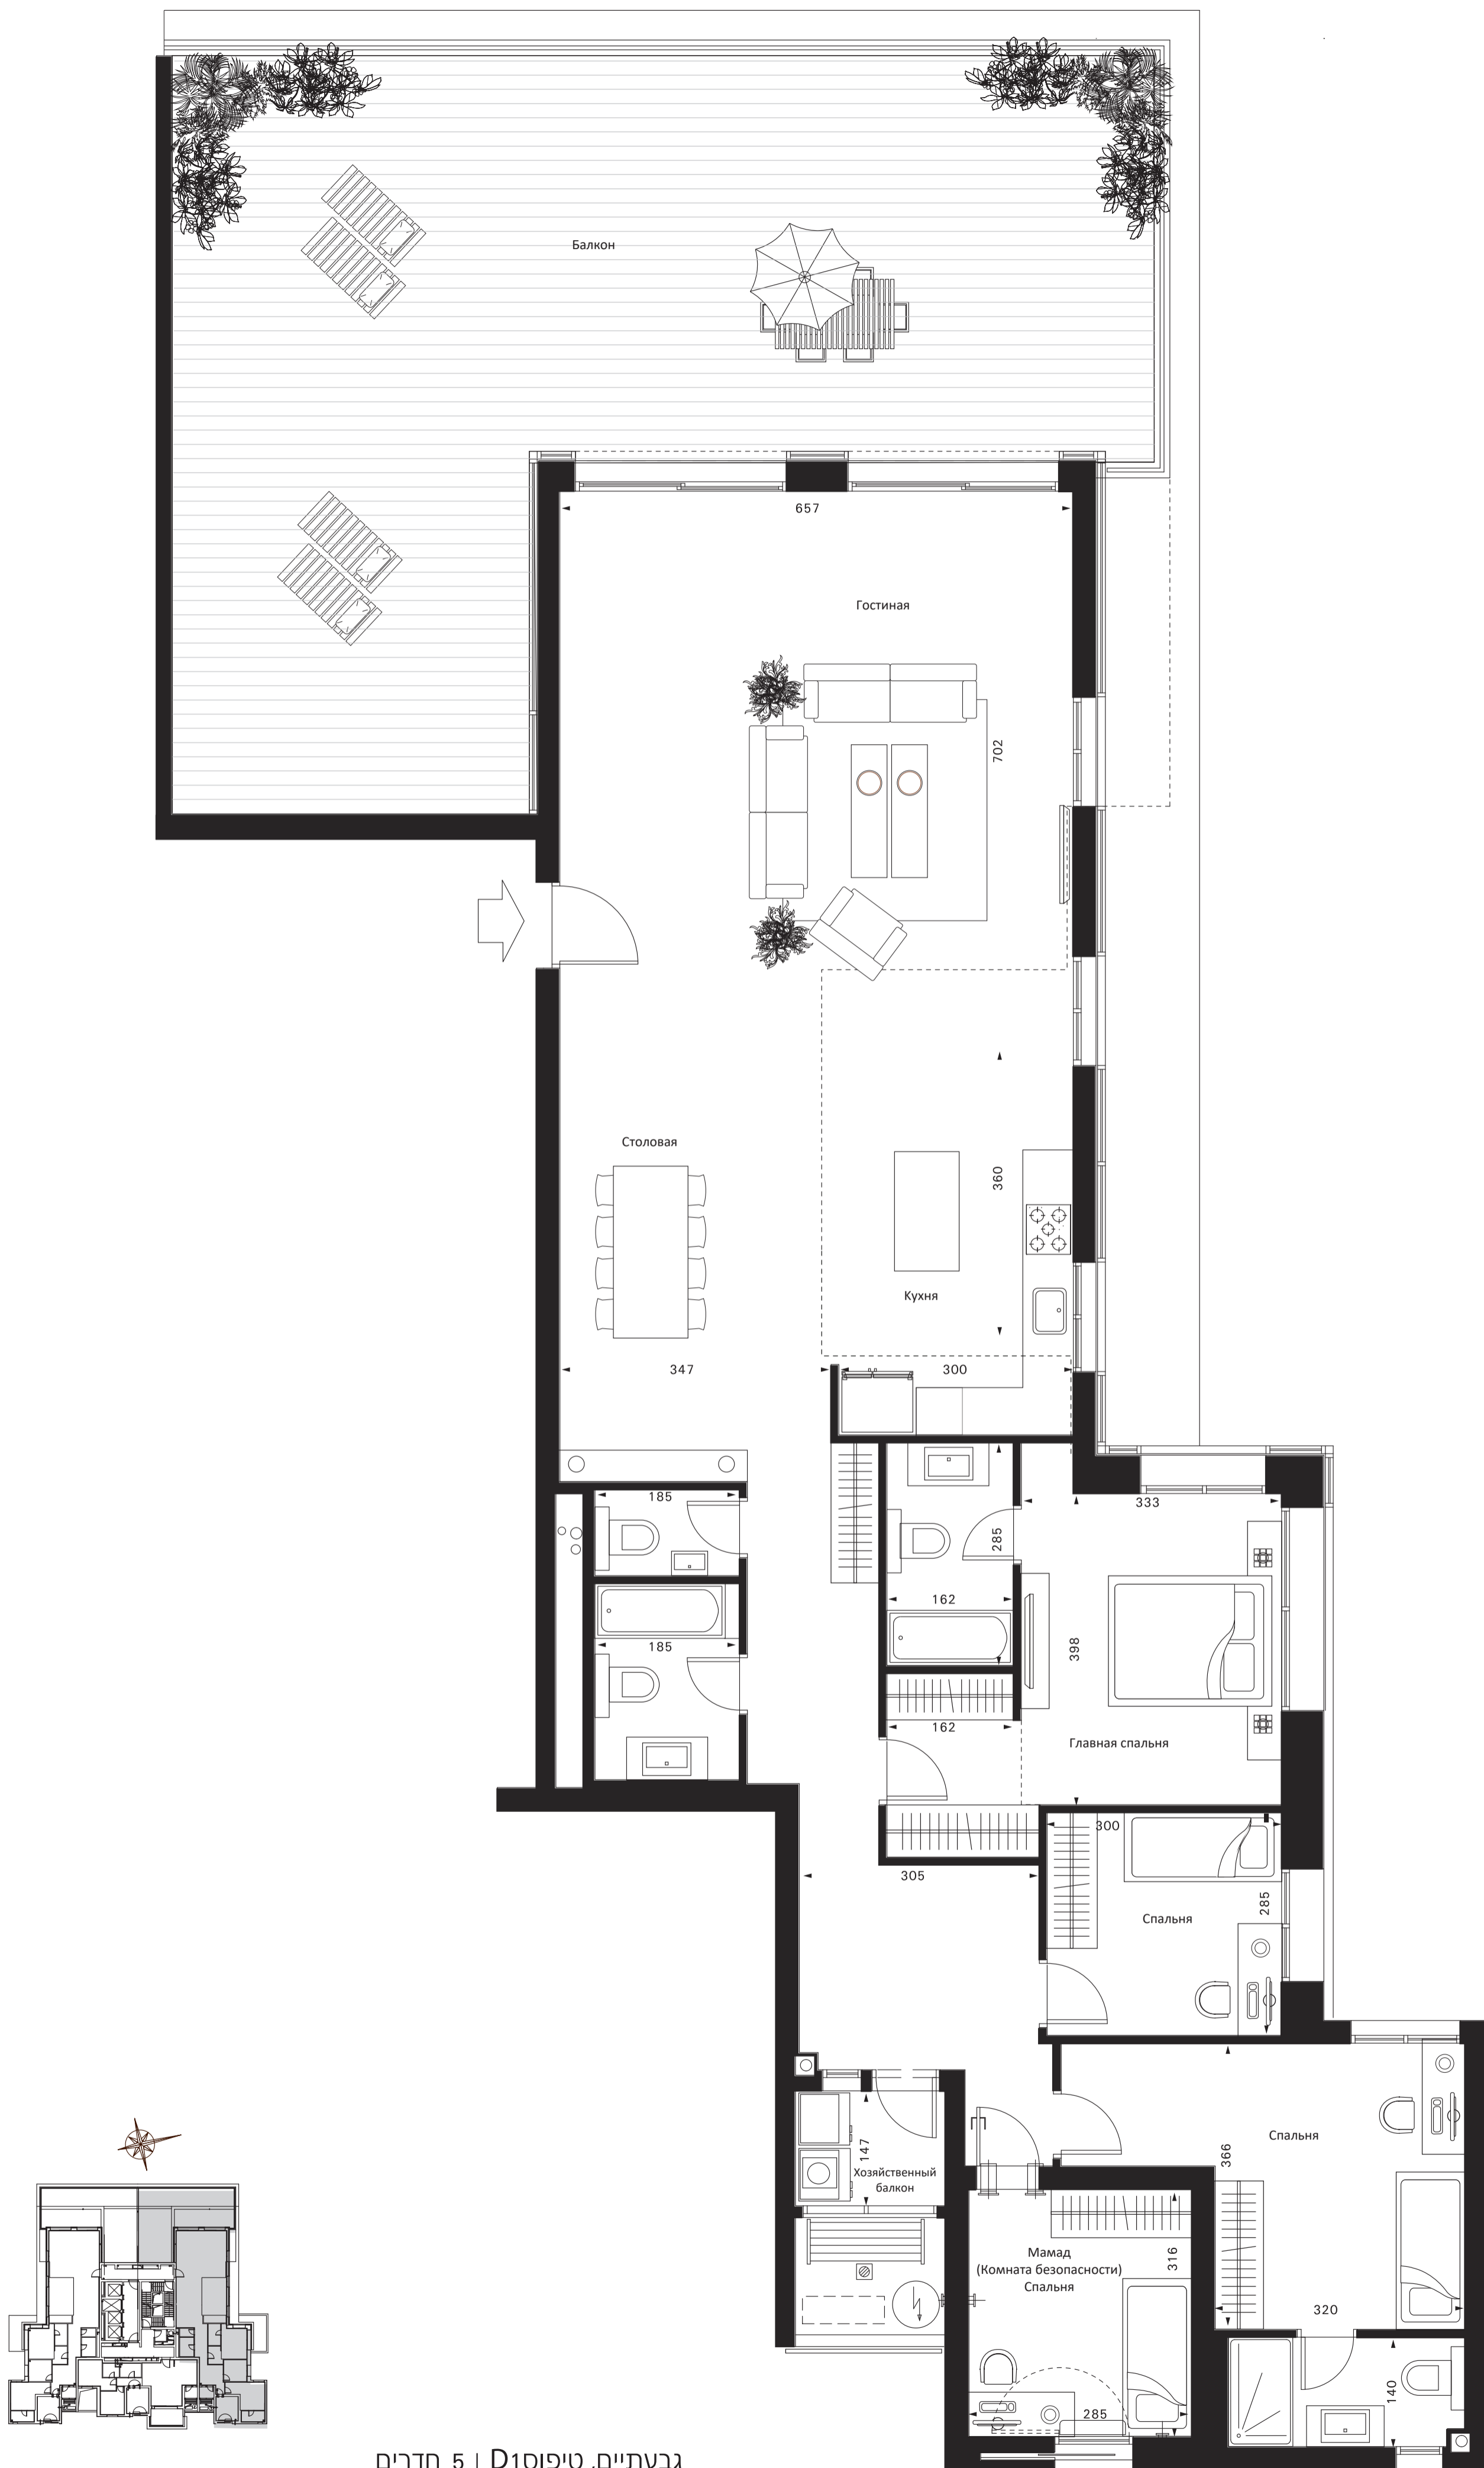 Балкон
657
Гостиная
702
Столовая
360
Кухня
347
300
185
285
333
162
185
398
162
Главная спальня
300
305
285
Спальня
147
Хозяйственный
балкон
366
Спальня
Мамад
(Комната безопасности)
Спальня
316
320
140
285
גבעתיים, טיפוס D1 | 5 חדרים